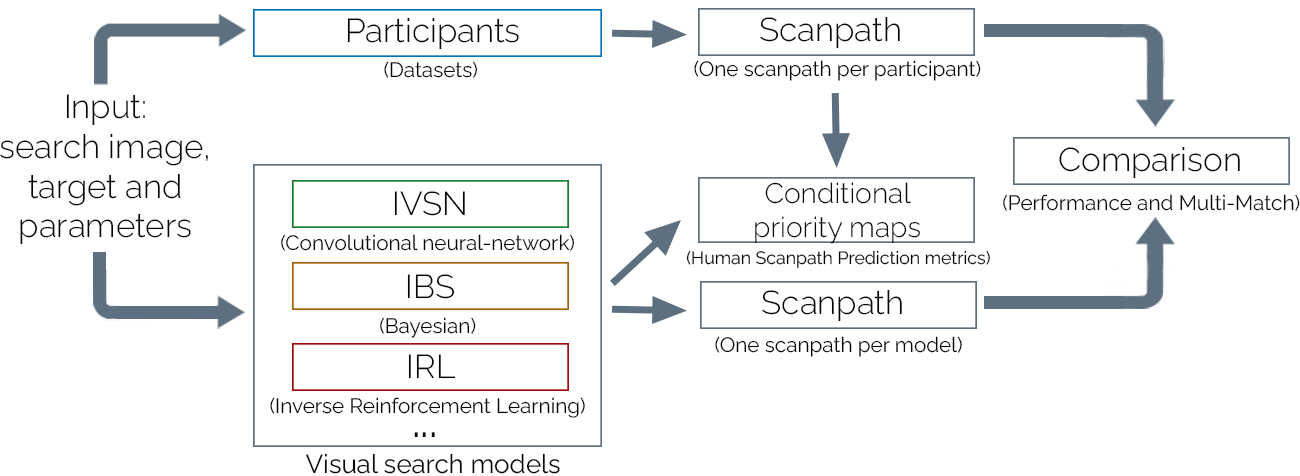 Input:
search image,
target and
parameters
Participants
(Datasets)
Scanpath
(One scanpath per participant)
IVSN
(Convolutional neural-network)
IBS
(Bayesian)
IRL
(Inverse Reinforcement Learning)
...
Visual search models
Conditional
priority maps
(Human Scanpath Prediction metrics)
Scanpath
(One scanpath per model)
Comparison
(Performance and Multi-Match)